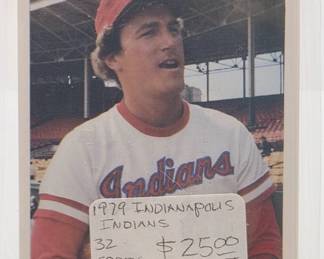 Indians
1979 INDIANAPOLIS
INDIANS
32
$25.00